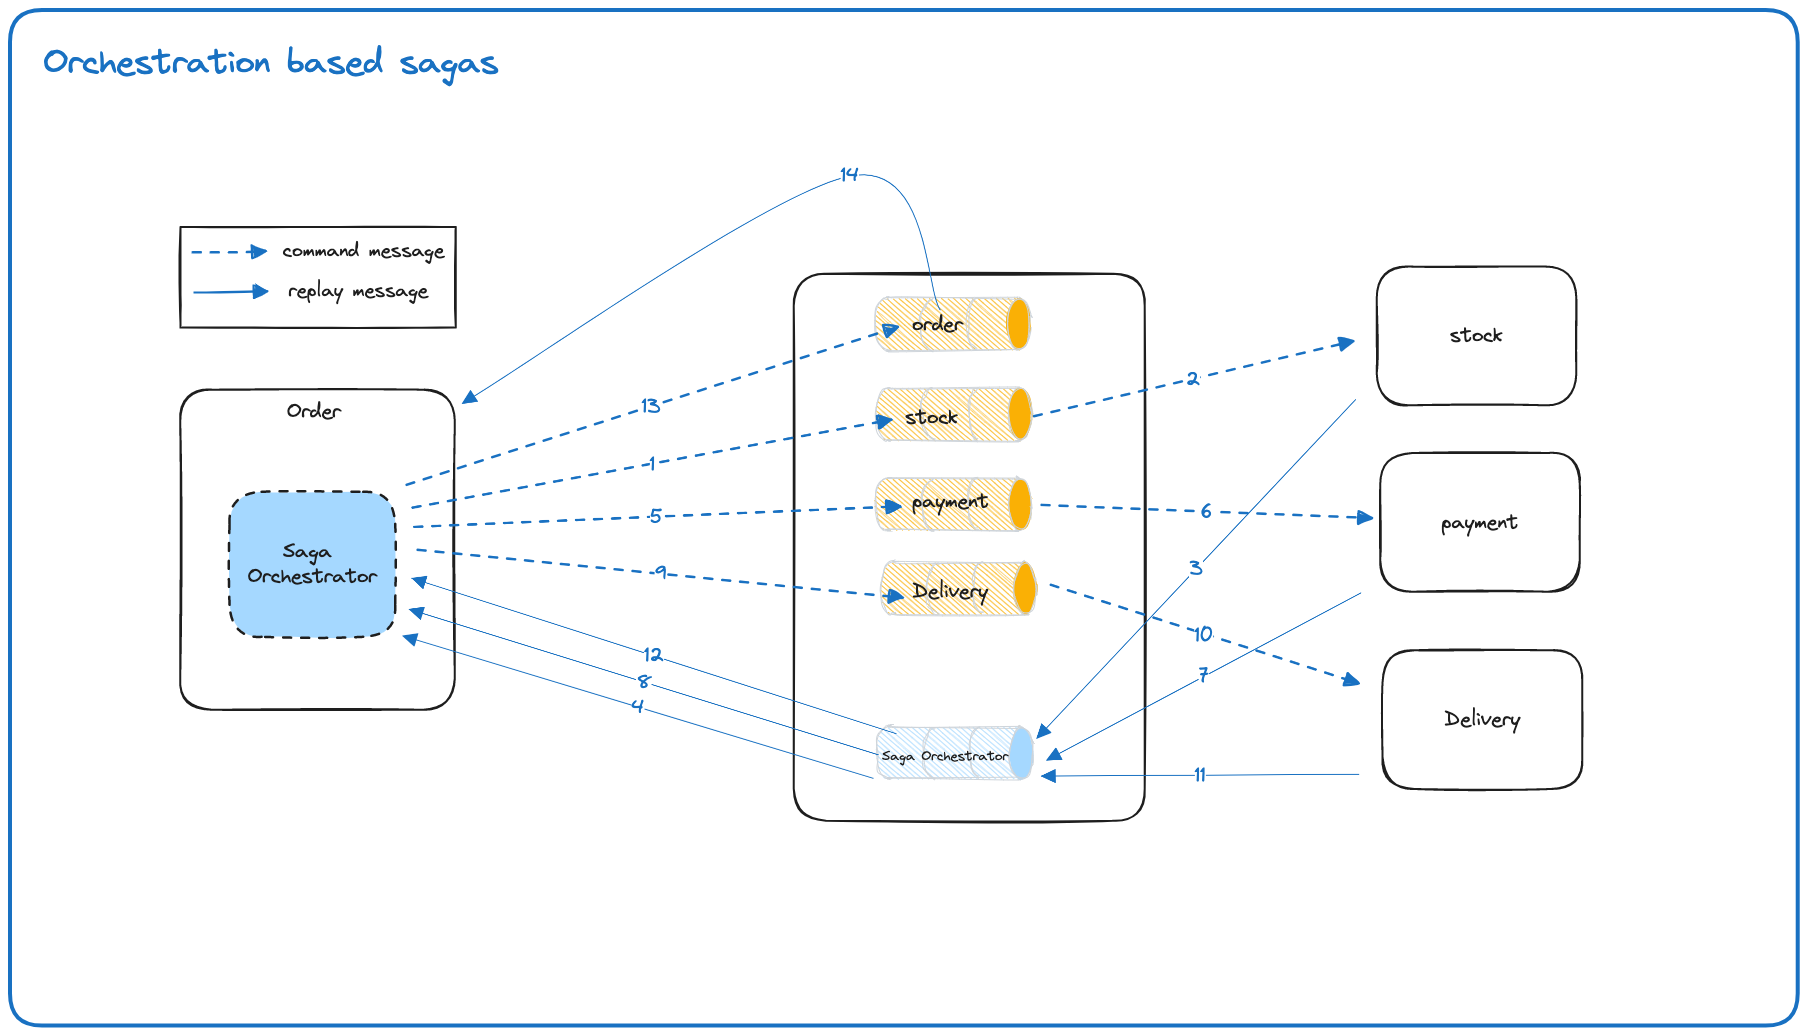 Orchestration based sagas
14
command message
replay message
order
stock
2
13
Order
stock
1
payment
5
6
payment
Saga
Orchestrator
9
3
Delivery
10
12
7
8
4
Delivery
Saga Orchestrator
11